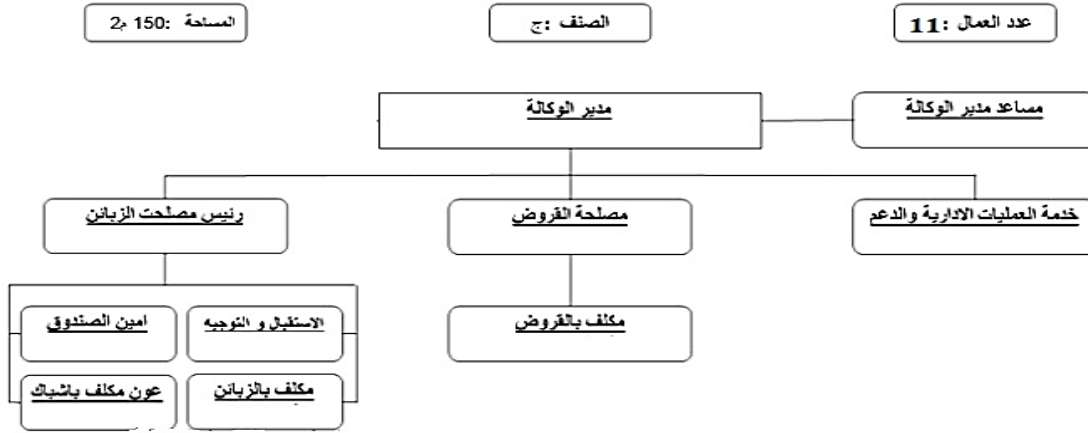 عدد العمال :11
الصنف :ج
المساحة :150 م2
مدير الوكالة
مساعد مدير الوكالة
خدمة العمليات الادارية والدعم
مصلحة القروض
رئيس مصلحت الزبائن
مكلف بالقروض
الاستقبال و التوجيه
امين الصندوق
مكلف بالزبائن
عون مكلف باشباك